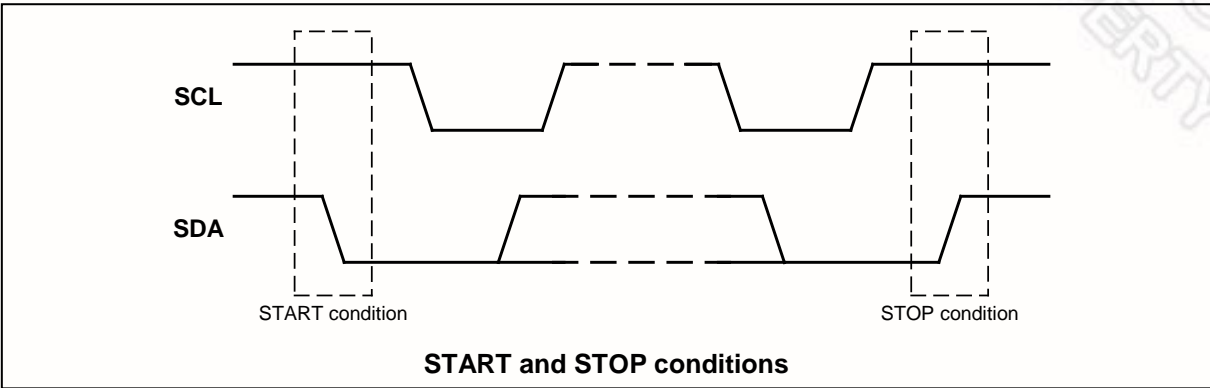 SCL
SDA
START condition
STOP condition
START and STOP conditions